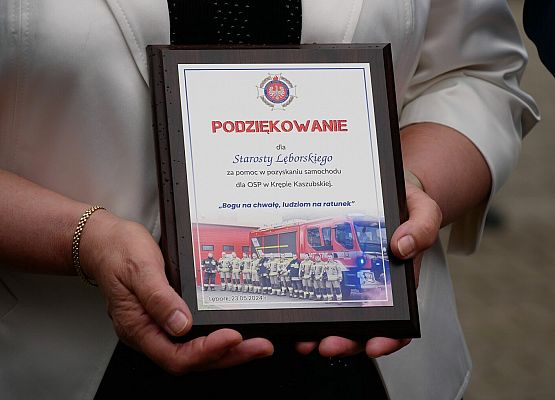 PODZIĘKOWANIE
dla
Starosty Lęborskiego
za pomoc w pozyskaniu samochodu
dla OSP w Krępie Kaszubskiej.
„Bogu na chwałę, ludziom na ratunek”
Lębork, 23.05.2024 r.